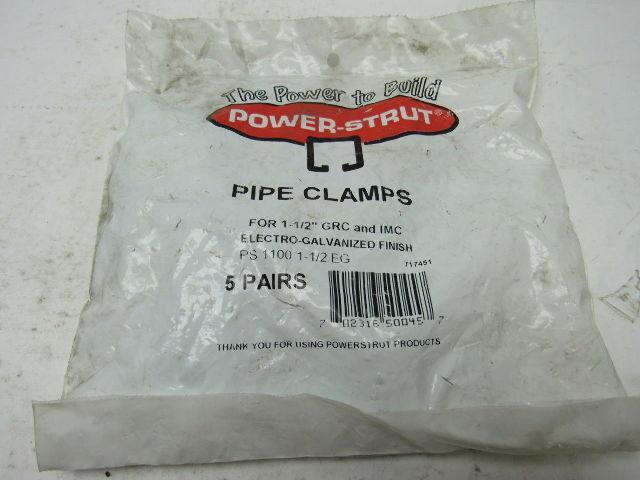 The Power to Build
POWER-STRUT
PIPE CLAMPS
FOR 1-1/2" GRC and IMC
ELECTRO-GALVANIZED FINISH
PS 1100 1-1/2 EG
717451
5 PAIRS
7 02316 50045 7
THANK YOU FOR USING POWERSTRUT PRODUCTS